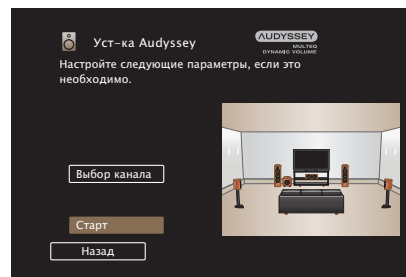 Уст-ка Audyssey
AUDYSSEY
MULTEQ
DYNAMIC VOLUME
Настройте следующие параметры, если это
необходимо.
Выбор канала
Старт
Назад